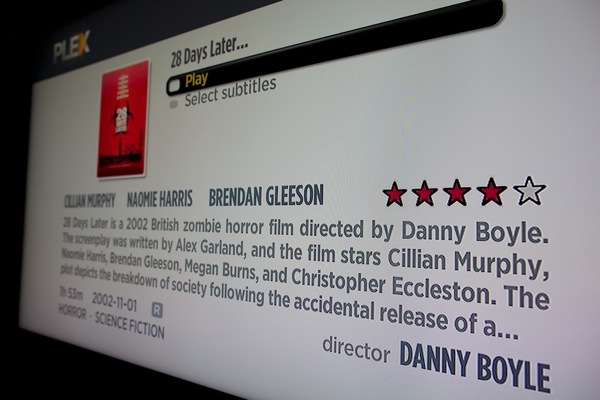 PLEX
28 Days Later...
Play
Select subtitles
28
CILLIAN MURPHY NAOMIE HARRIS BRENDAN GLEESON
28 Days Later is a 2002 British zombie horror film directed by Danny Boyle.
The screenplay was written by Alex Garland, and the film stars Cillian Murphy,
Naomie Harris, Brendan Gleeson, Megan Burns, and Christopher Eccleston. The
plot depicts the breakdown of society following the accidental release of a...
1h 53m 2002-11-01 R
HORROR · SCIENCE FICTION
director DANNY BOYLE